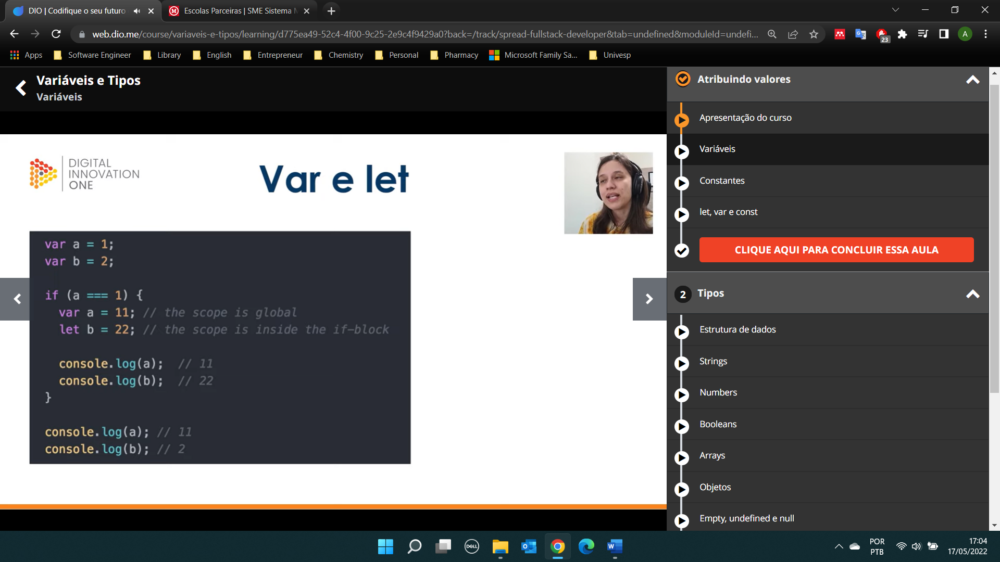 DIO | Codifique o seu futuro
Escolas Parceiras | SME Sistema
web.dio.me/course/variaveis-e-tipos/learning/d775ea49-52c4-4f00-9c25-2e9c4f9429a0?back=/track/spread-fullstack-developer&tab=undefined&moduleId=undefi...
23
A
Apps
Software Engineer
Library
English
Entrepreneur
Chemistry
Personal
Pharmacy
Microsoft Family Sa...
Univesp
Variáveis e Tipos
Variáveis
DIGITAL
INNOVATION
ONE
Var e let
var a = 1;
var b = 2;
if (a === 1) {
var a = 11; // the scope is global
let b = 22; // the scope is inside the if-block
console.log(a); // 11
console.log(b); // 22
}
console.log(a); // 11
console.log(b); // 2
Atribuindo valores
Apresentação do curso
Variáveis
Constantes
let, var e const
CLIQUE AQUI PARA CONCLUIR ESSA AULA
2 Tipos
Estrutura de dados
Strings
Numbers
Booleans
Arrays
Objetos
Empty, undefined e null
DELL
W
POR
PTB
17:04
17/05/2022